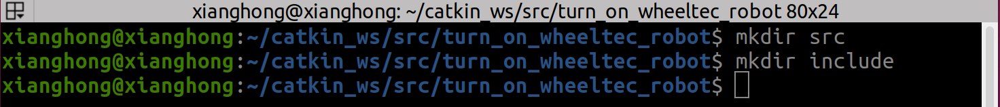 xianghong@xianghong: ~/catkin_ws/src/turn_on_wheeltec_robot 80x24
xianghong@xianghong:~/catkin_ws/src/turn_on_wheeltec_robot$ mkdir src
xianghong@xianghong:~/catkin_ws/src/turn_on_wheeltec_robot$ mkdir include
xianghong@xianghong:~/catkin_ws/src/turn_on_wheeltec_robot$